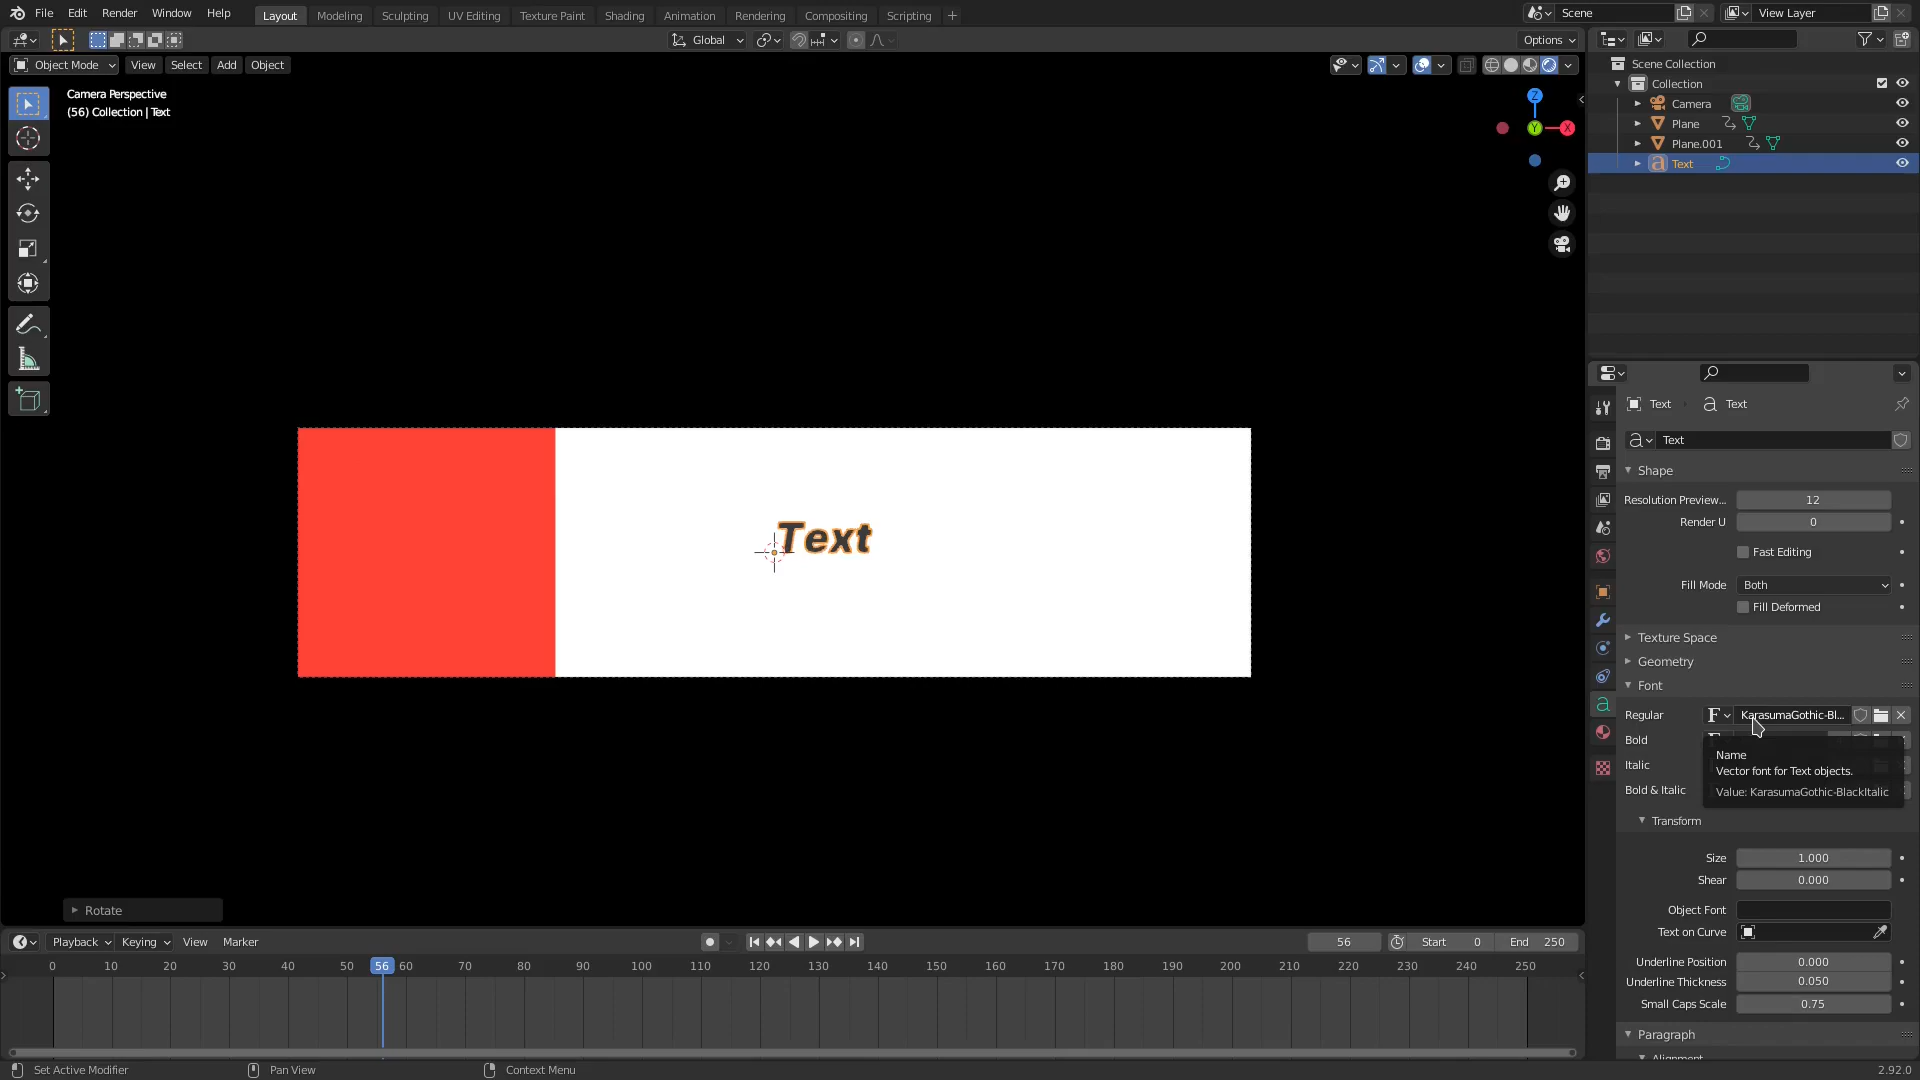 File Edit Render Window Help Layout Modeling Sculpting UV Editing Texture Paint Shading Animation Rendering Compositing Scripting + Scene View Layer
Global Options
Object Mode View Select Add Object
Camera Perspective
(56) Collection | Text
Z
Y X
Scene Collection
Collection
Camera
Plane
Plane.001
Text
Text Text
Text
Shape
Resolution Preview... 12
Render U 0
Fast Editing
Fill Mode Both
Fill Deformed
Texture Space
Geometry
Font
Regular KarasumaGothic-Bl...
Bold
Italic
Bold & Italic
Name
Vector font for Text objects.
Value: KarasumaGothic-BlackItalic
Transform
Size 1.000
Shear 0.000
Object Font
Text on Curve
Underline Position 0.000
Underline Thickness 0.050
Small Caps Scale 0.75
Paragraph
Alignment
Text
Rotate
Playback Keying View Marker 56 Start 0 End 250
0 10 20 30 40 50 56 60 70 80 90 100 110 120 130 140 150 160 170 180 190 200 210 220 230 240 250
Set Active Modifier Pan View Context Menu 2.92.0